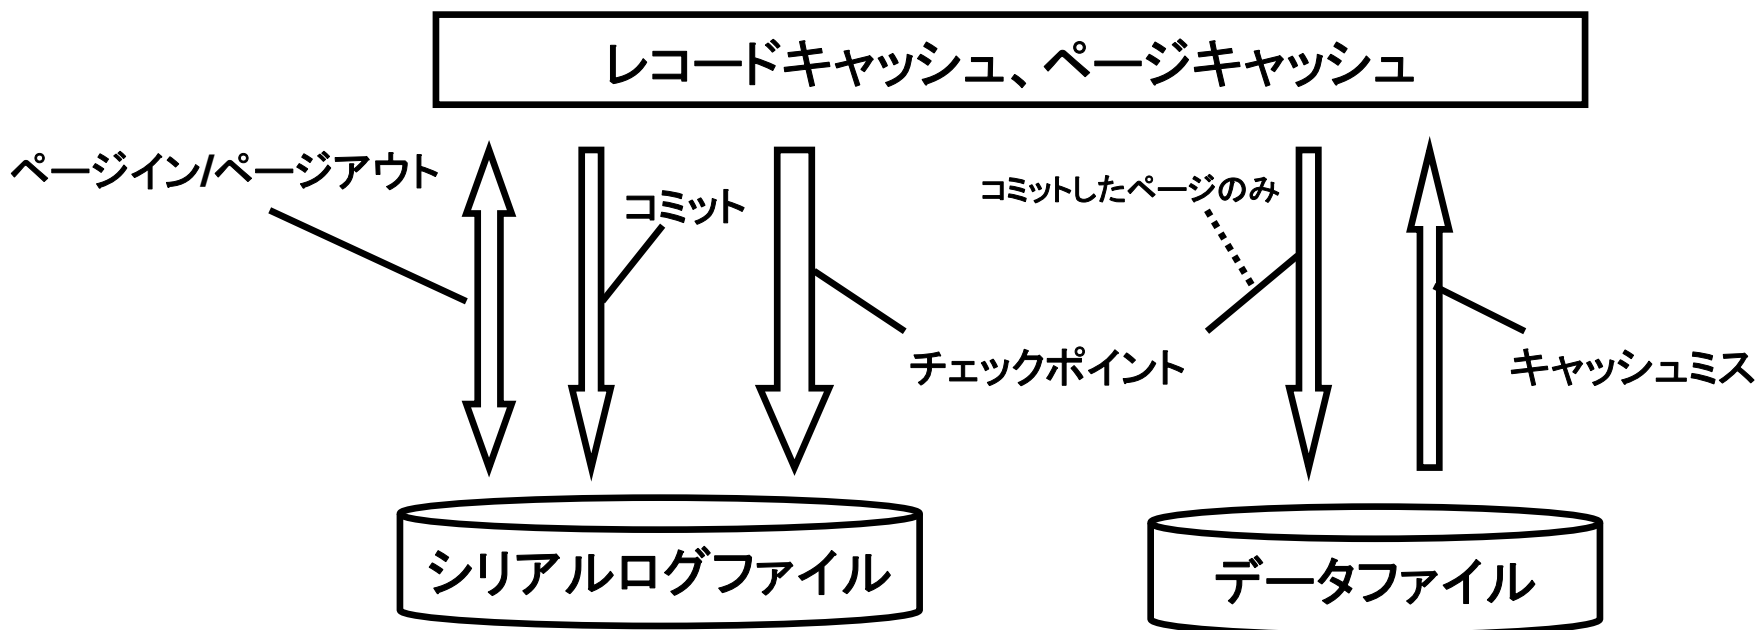 レコードキャッシュ、ページキャッシュ
ページイン/ページアウト
コミット
コミットしたページのみ
チェックポイント
キャッシュミス
シリアルログファイル
データファイル